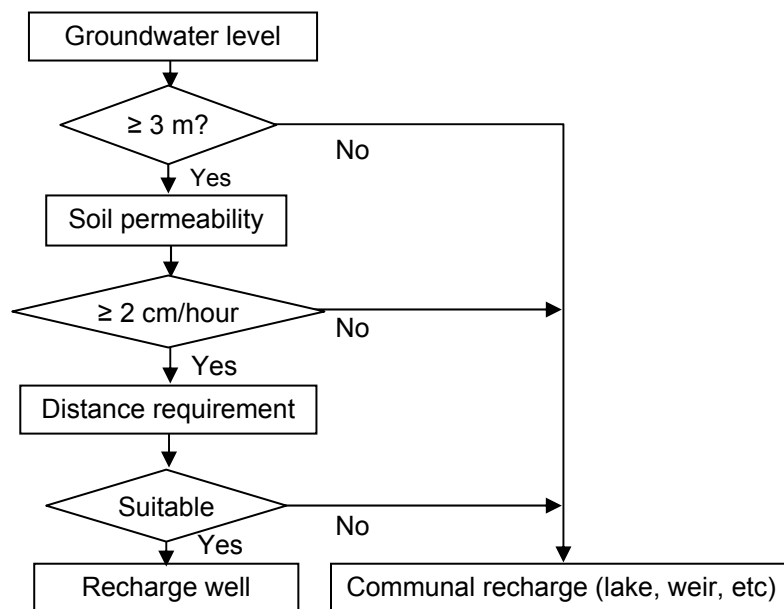 Groundwater level
≥ 3 m?
No
Yes
Soil permeability
≥ 2 cm/hour
No
Yes
Distance requirement
Suitable
No
Yes
Recharge well
Communal recharge (lake, weir, etc)